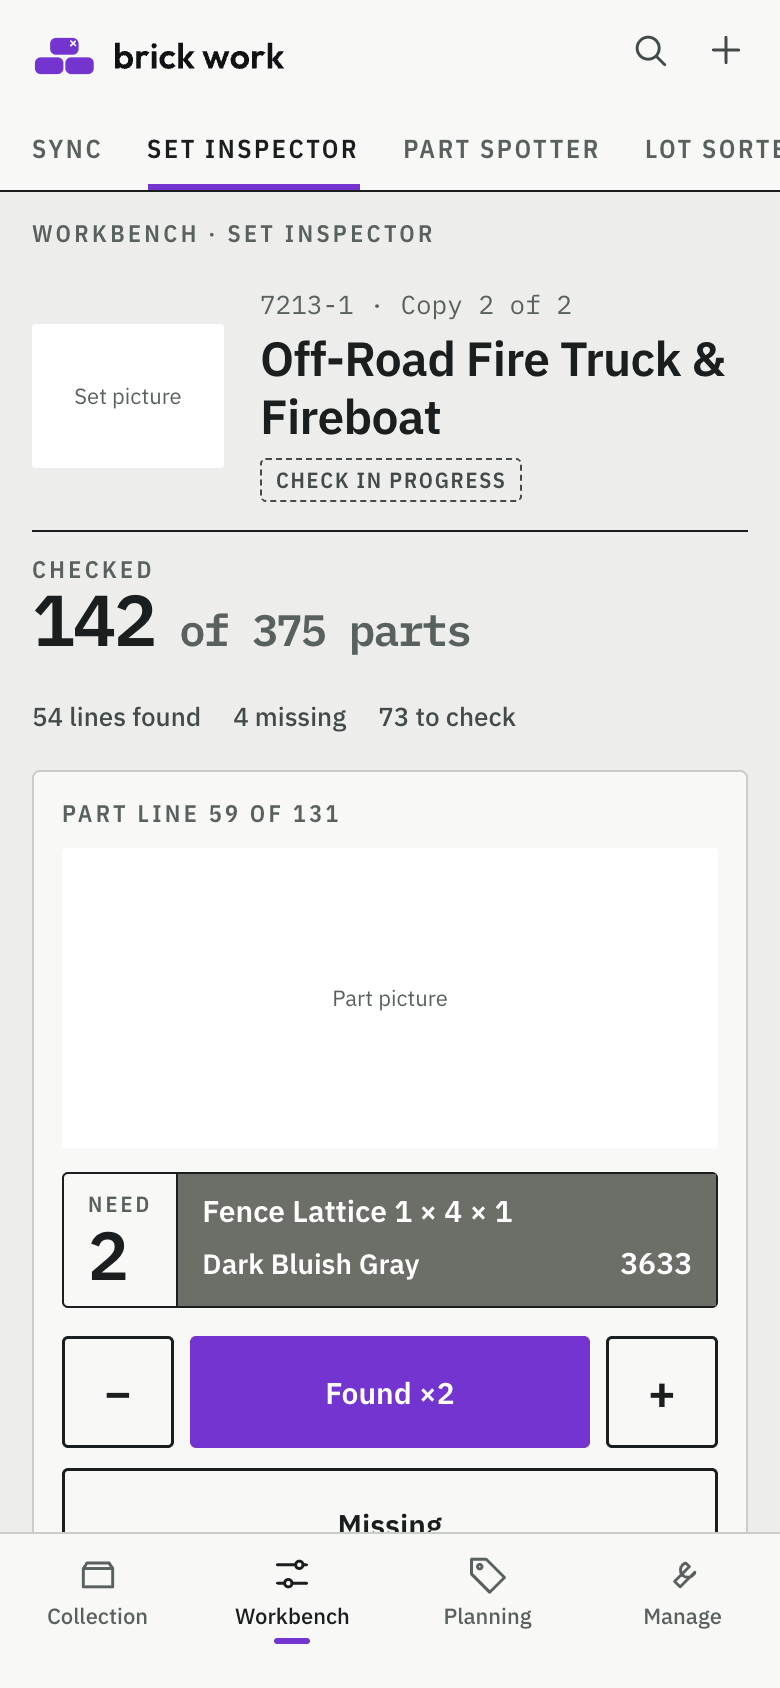 brick work
SYNC SET INSPECTOR PART SPOTTER LOT SORTE
WORKBENCH · SET INSPECTOR
Set picture
7213-1 · Copy 2 of 2
Off-Road Fire Truck &
Fireboat
CHECK IN PROGRESS
CHECKED
142 of 375 parts
54 lines found 4 missing 73 to check
PART LINE 59 OF 131
Part picture
NEED
2
Fence Lattice 1 × 4 × 1
Dark Bluish Gray 3633
− Found ×2 +
Missing
Collection Workbench Planning Manage